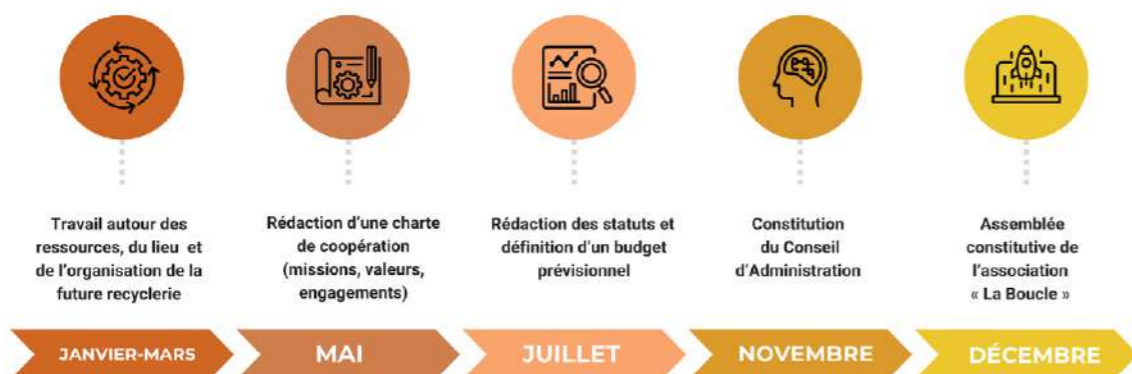 Travail autour des
ressources, du lieu et
de l'organisation de la
future recyclerie
Rédaction d'une charte
de coopération
(missions, valeurs,
engagements)
Rédaction des statuts et
définition d'un budget
prévisionnel
Constitution
du Conseil
d'Administration
Assemblée
constitutive de
l'association
« La Boucle »
JANVIER-MARS
MAI
JUILLET
NOVEMBRE
DÉCEMBRE